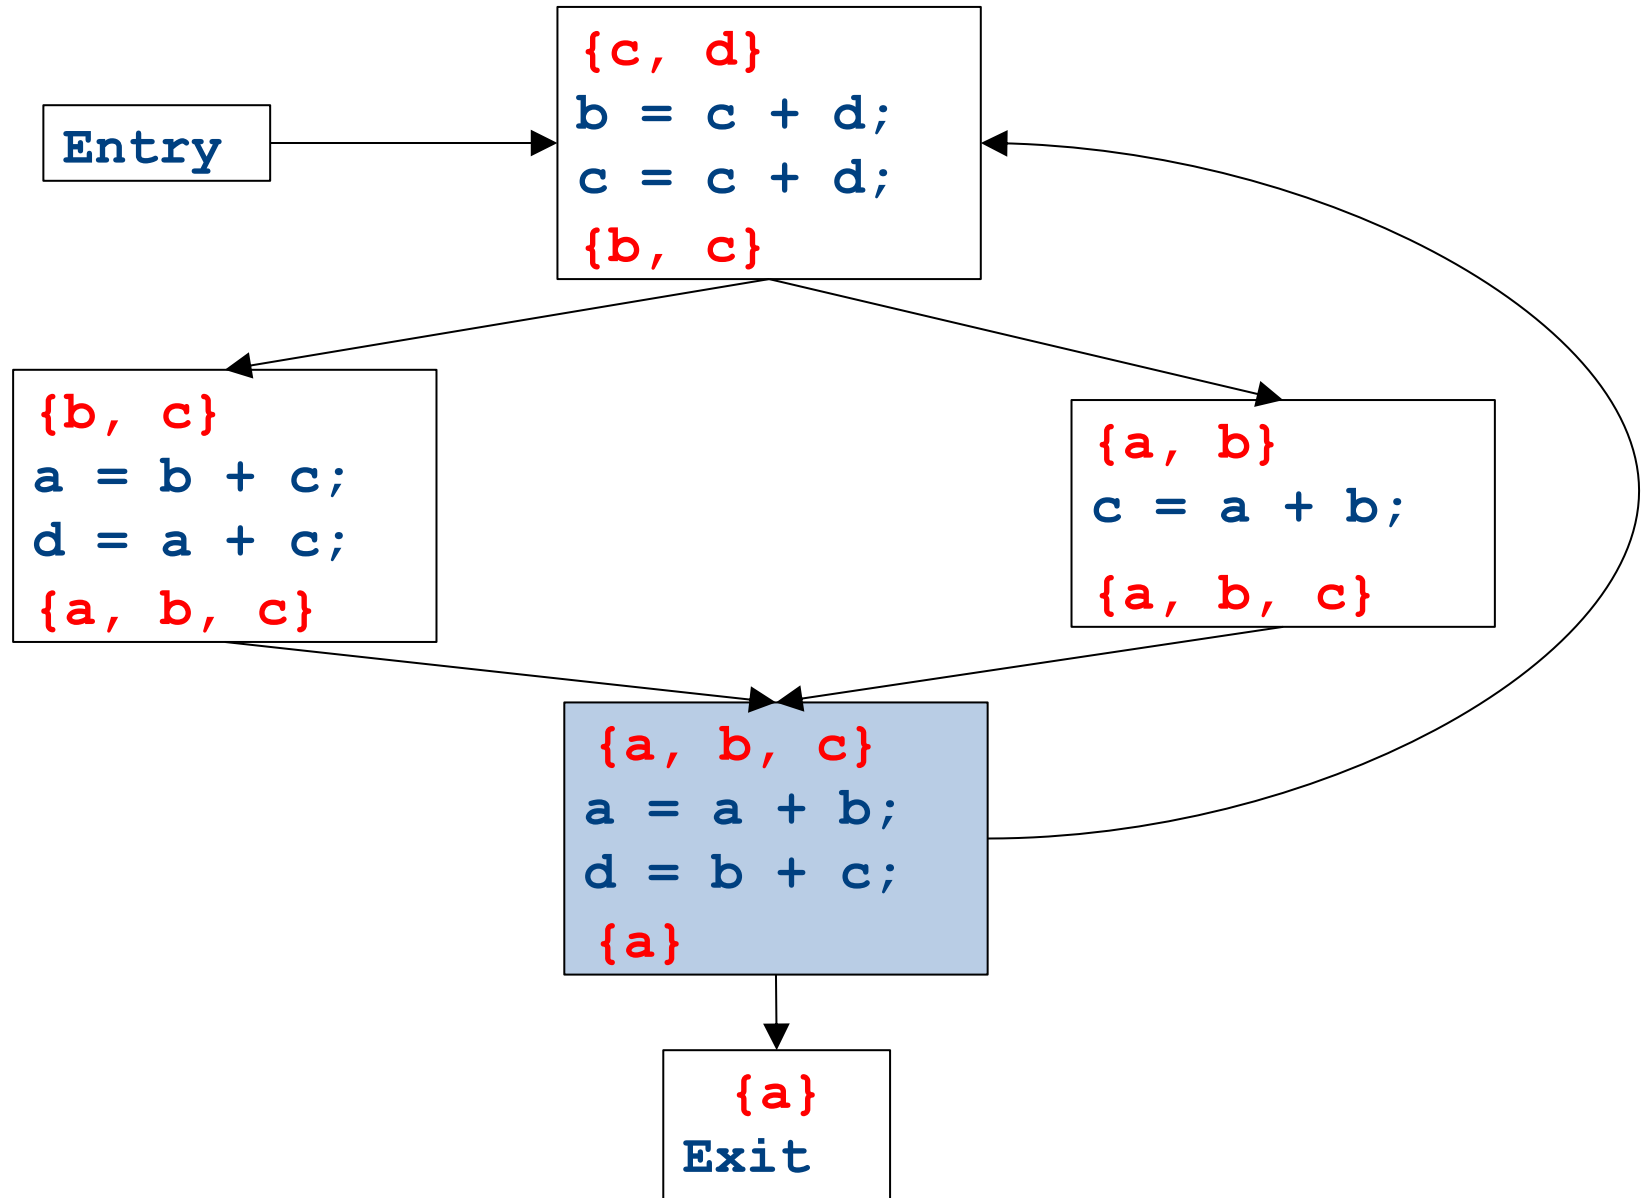 {c, d}
b = c + d;
c = c + d;
{b, c}
Entry
{b, c}
a = b + c;
d = a + c;
{a, b, c}
{a, b}
c = a + b;
{a, b, c}
{a, b, c}
a = a + b;
d = b + c;
{a}
{a}
Exit